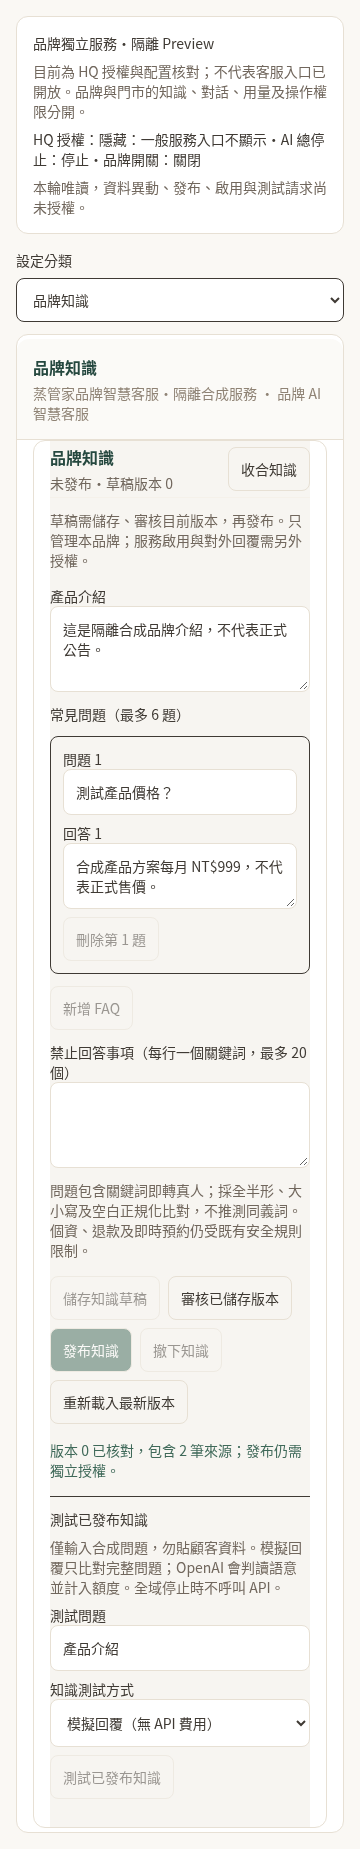 品牌獨立服務・隔離 Preview
目前為 HQ 授權與配置核對；不代表客服入口已
開放。品牌與門市的知識、對話、用量及操作權
限分開。
HQ 授權：隱藏：一般服務入口不顯示・AI 總停
止：停止・品牌開關：關閉
本輪唯讀，資料異動、發布、啟用與測試請求尚
未授權。
設定分類
品牌知識
品牌知識
蒸管家品牌智慧客服・隔離合成服務 ・ 品牌 AI
智慧客服
品牌知識
未發布・草稿版本 0
收合知識
草稿需儲存、審核目前版本，再發布。只
管理本品牌；服務啟用與對外回覆需另外
授權。
產品介紹
這是隔離合成品牌介紹，不代表正式
公告。
常見問題（最多 6 題）
問題 1
測試產品價格？
回答 1
合成產品方案每月 NT$999，不代
表正式售價。
刪除第 1 題
新增 FAQ
禁止回答事項（每行一個關鍵詞，最多 20
個）
問題包含關鍵詞即轉真人；採全半形、大
小寫及空白正規化比對，不推測同義詞。
個資、退款及即時預約仍受既有安全規則
限制。
儲存知識草稿
審核已儲存版本
發布知識
撤下知識
重新載入最新版本
版本 0 已核對，包含 2 筆來源；發布仍需
獨立授權。
測試已發布知識
僅輸入合成問題，勿貼顧客資料。模擬回
覆只比對完整問題；OpenAI 會判讀語意
並計入額度。全域停止時不呼叫 API。
測試問題
產品介紹
知識測試方式
模擬回覆（無 API 費用）
測試已發布知識